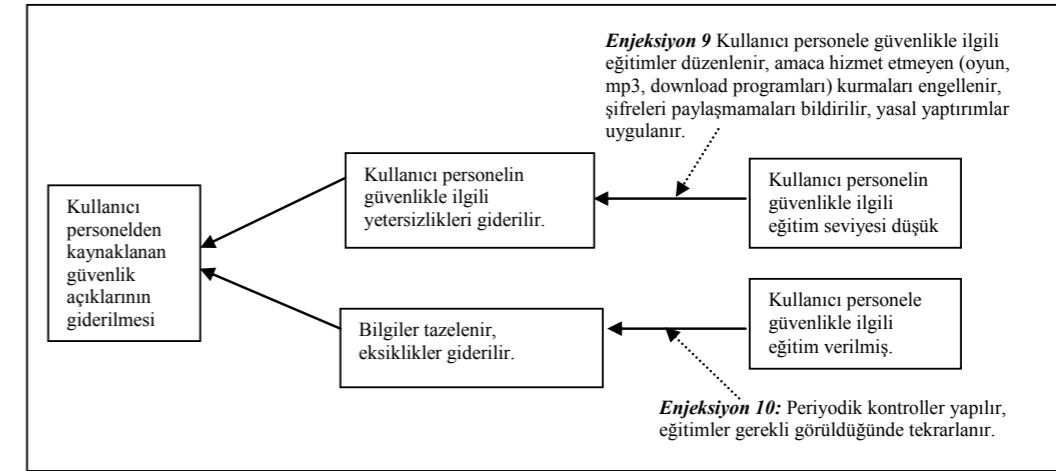 Enjeksiyon 9 Kullanıcı personele güvenlikle ilgili
eğitimler düzenlenir, amaca hizmet etmeyen (oyun,
mp3, download programları) kurmaları engellenir,
şifreleri paylaşmamaları bildirilir, yasal yaptırımlar
uygulanır.
Kullanıcı personelin
güvenlikle ilgili
yetersizlikleri giderilir.
Kullanıcı personelin
güvenlikle ilgili
eğitim seviyesi düşük
Kullanıcı
personelden
kaynaklanan
güvenlik
açıklarının
giderilmesi
Bilgiler tazelenir,
eksiklikler giderilir.
Kullanıcı personele
güvenlikle ilgili
eğitim verilmiş.
Enjeksiyon 10: Periyodik kontroller yapılır,
eğitimler gerekli görüldüğünde tekrarlanır.